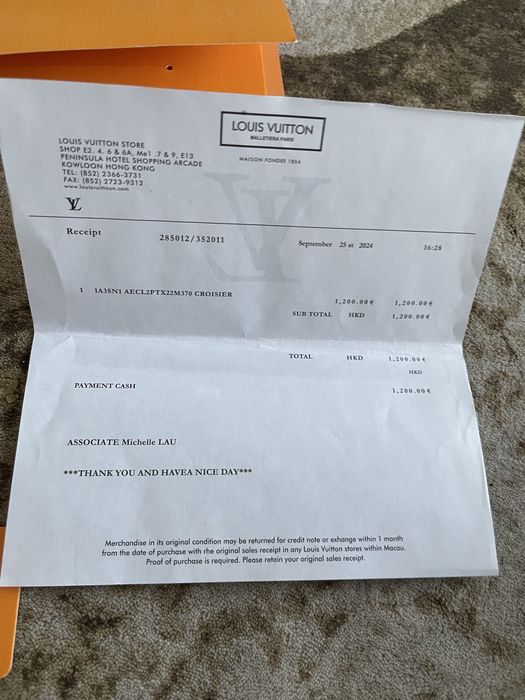 LOUIS VUITTON
MALLETIERA PARIS
MAISON FONDEE 1854
LOUIS VUITTON STORE
SHOP E2. 4. 6 & 6A, Me1 .7 & 9, E13
PENINSULA HOTEL SHOPPING ARCADE
KOWLOON HONG KONG
TEL: (852) 2366-3731
FAX: (852) 2723-9312
www.louisvuittoun.com
LV
Receipt 285012/352011 September 25 st 2024 16:28
1 1A3SN1 AECL2PTX22M370 CROISIER
1,200.00 € 1,200.00 €
SUB TOTAL HKD 1,200.00 €
TOTAL HKD 1,200.00 €
HKD
PAYMENT CASH 1,200.00 €
ASSOCIATE Michelle LAU
***THANK YOU AND HAVEA NICE DAY***
Merchandise in its original condition may be returned for credit note or exhange within 1 month
from the date of purchase with rhe original sales receipt in any Louis Vuitton stores within Macau.
Proof of purchase is required. Please retain your original sales receipt.